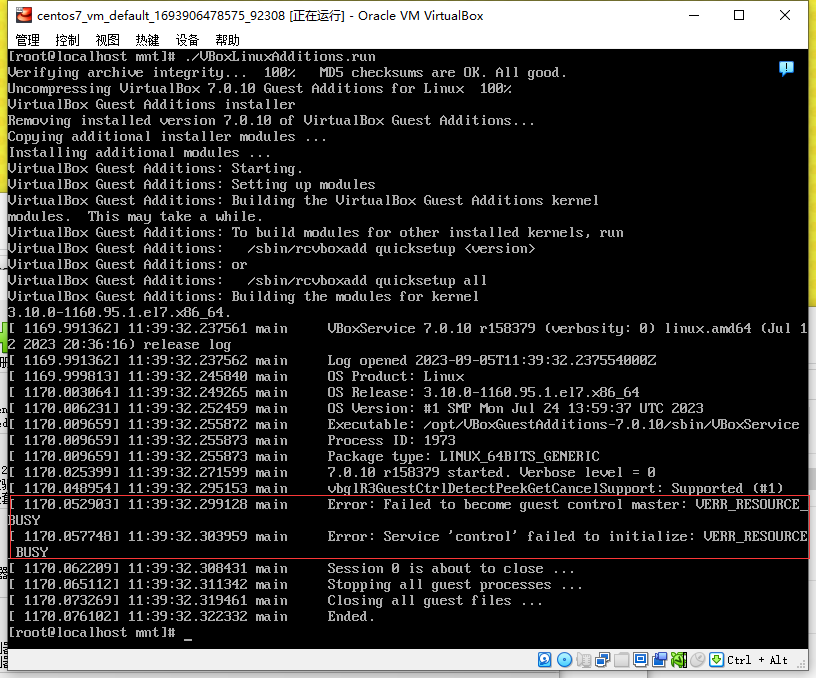 centos7_vm_default_1693906478575_92308 [正在运行] - Oracle VM VirtualBox
管理 控制 视图 热键 设备 帮助
[root@localhost mnt]# ./VBoxLinuxAdditions.run
Verifying archive integrity...  100%   MD5 checksums are OK. All good.
Uncompressing VirtualBox 7.0.10 Guest Additions for Linux  100%
VirtualBox Guest Additions installer
Removing installed version 7.0.10 of VirtualBox Guest Additions...
Copying additional installer modules ...
Installing additional modules ...
VirtualBox Guest Additions: Starting.
VirtualBox Guest Additions: Setting up modules
VirtualBox Guest Additions: Building the VirtualBox Guest Additions kernel
modules.  This may take a while.
VirtualBox Guest Additions: To build modules for other installed kernels, run
VirtualBox Guest Additions:   /sbin/rcvboxadd quicksetup <version>
VirtualBox Guest Additions: or
VirtualBox Guest Additions:   /sbin/rcvboxadd quicksetup all
VirtualBox Guest Additions: Building the modules for kernel
3.10.0-1160.95.1.el7.x86_64.
[ 1169.991362] 11:39:32.237561 main     VBoxService 7.0.10 r158379 (verbosity: 0) linux.amd64 (Jul 1
2 2023 20:36:16) release log
[ 1169.991362] 11:39:32.237562 main     Log opened 2023-09-05T11:39:32.237554000Z
[ 1169.999813] 11:39:32.245840 main     OS Product: Linux
[ 1170.003064] 11:39:32.249265 main     OS Release: 3.10.0-1160.95.1.el7.x86_64
[ 1170.006231] 11:39:32.252459 main     OS Version: #1 SMP Mon Jul 24 13:59:37 UTC 2023
[ 1170.009659] 11:39:32.255872 main     Executable: /opt/VBoxGuestAdditions-7.0.10/sbin/VBoxService
[ 1170.009659] 11:39:32.255873 main     Process ID: 1973
[ 1170.009659] 11:39:32.255873 main     Package type: LINUX_64BITS_GENERIC
[ 1170.025399] 11:39:32.271599 main     7.0.10 r158379 started. Verbose level = 0
[ 1170.048954] 11:39:32.295153 main     vbglR3GuestCtrlDetectPeekGetCancelSupport: Supported (#1)
[ 1170.052903] 11:39:32.299128 main     Error: Failed to become guest control master: VERR_RESOURCE_
BUSY
[ 1170.057748] 11:39:32.303959 main     Error: Service 'control' failed to initialize: VERR_RESOURCE
_BUSY
[ 1170.062209] 11:39:32.308431 main     Session 0 is about to close ...
[ 1170.065112] 11:39:32.311342 main     Stopping all guest processes ...
[ 1170.073269] 11:39:32.319461 main     Closing all guest files ...
[ 1170.076102] 11:39:32.322332 main     Ended.
[root@localhost mnt]# _
Ctrl + Alt